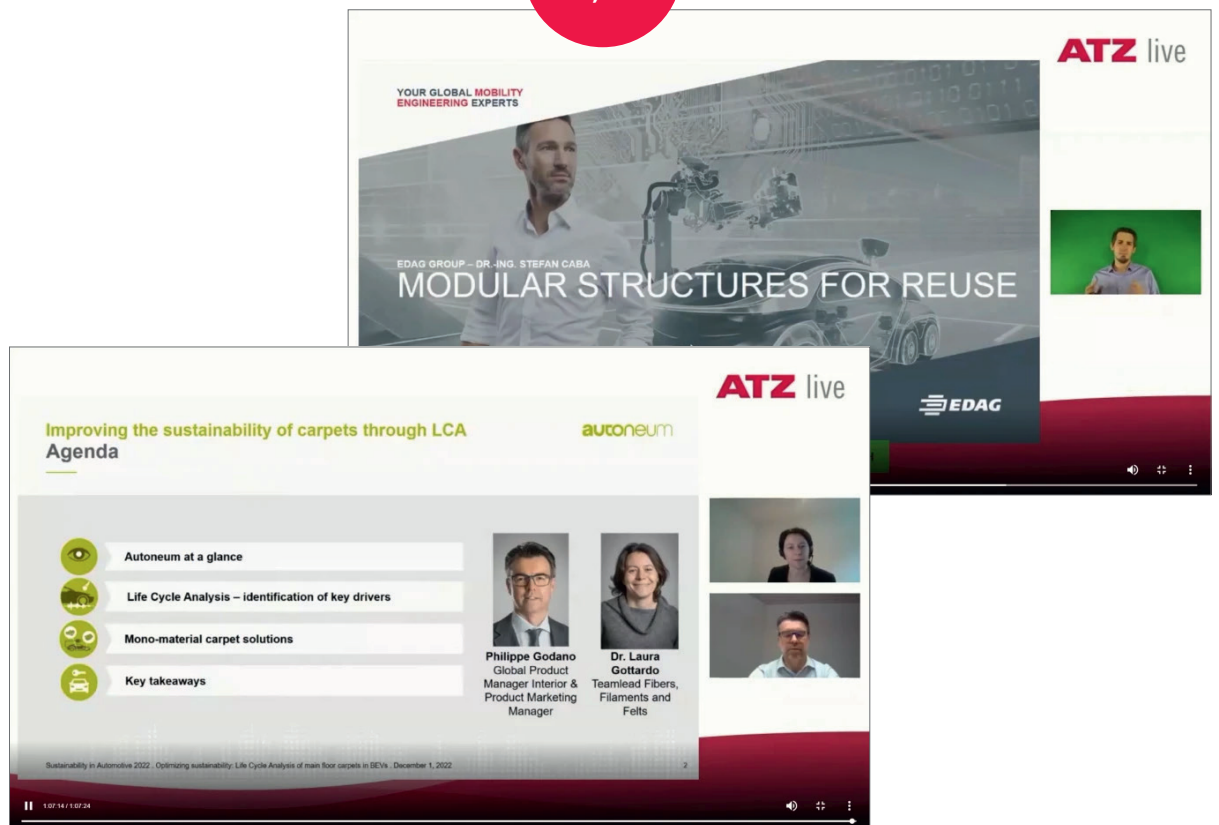 ATZ live
YOUR GLOBAL MOBILITY
ENGINEERING EXPERTS
EDAG GROUP – DR.-ING. STEFAN CABA
MODULAR STRUCTURES FOR REUSE
EDAG
ATZ live
Improving the sustainability of carpets through LCA
Agenda
autoneum
Autoneum at a glance
Life Cycle Analysis – identification of key drivers
Mono-material carpet solutions
Key takeaways
Philippe Godano
Global Product
Manager Interior &
Product Marketing
Manager
Dr. Laura
Gottardo
Teamlead Fibers,
Filaments and
Felts
Sustainability in Automotive 2022 . Optimizing sustainability: Life Cycle Analysis of main floor carpets in BEVs . December 1, 2022
2
1:07:14 / 1:07:24